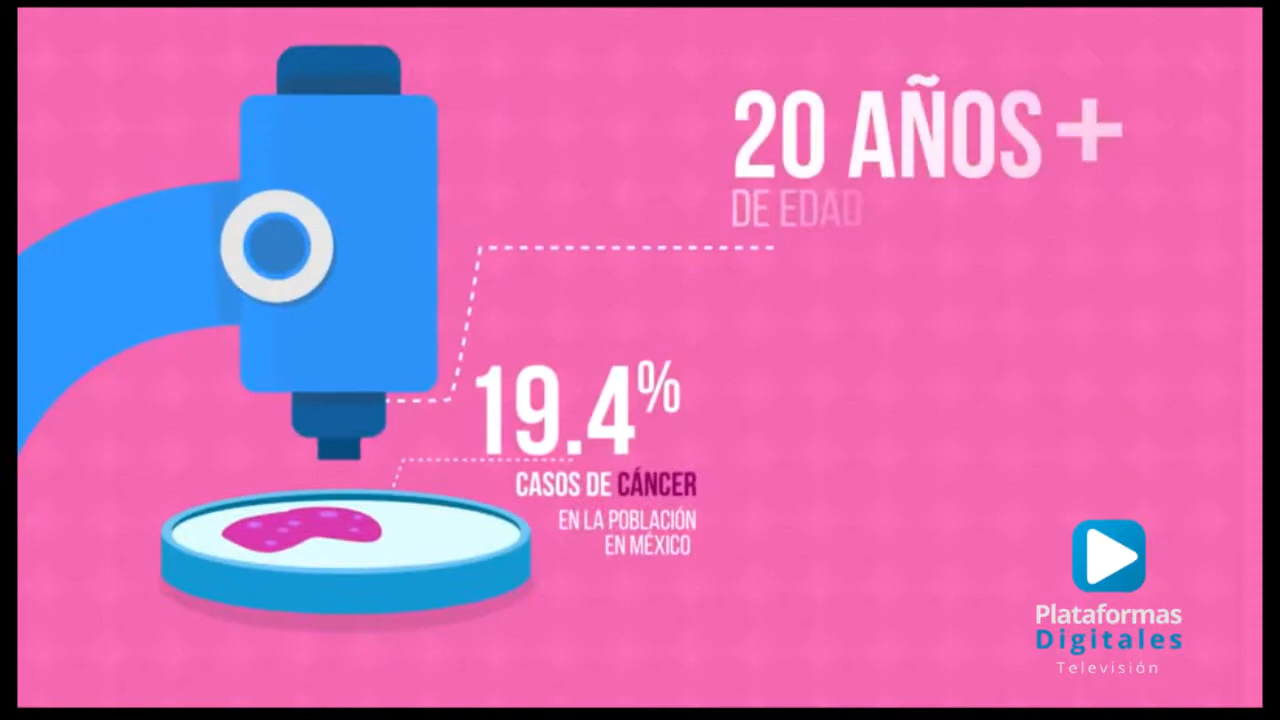 20 AÑOS +
DE EDAD
19.4%
CASOS DE CÁNCER
EN LA POBLACIÓN
EN MÉXICO
Plataformas
Digitales
Televisión